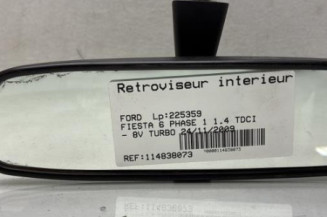 Retroviseur interieur
FORD Lp:225359
FIESTA 6 PHASE 1 1.4 TDCI
- 8V TURBO 24/11/2009
REF:114838073